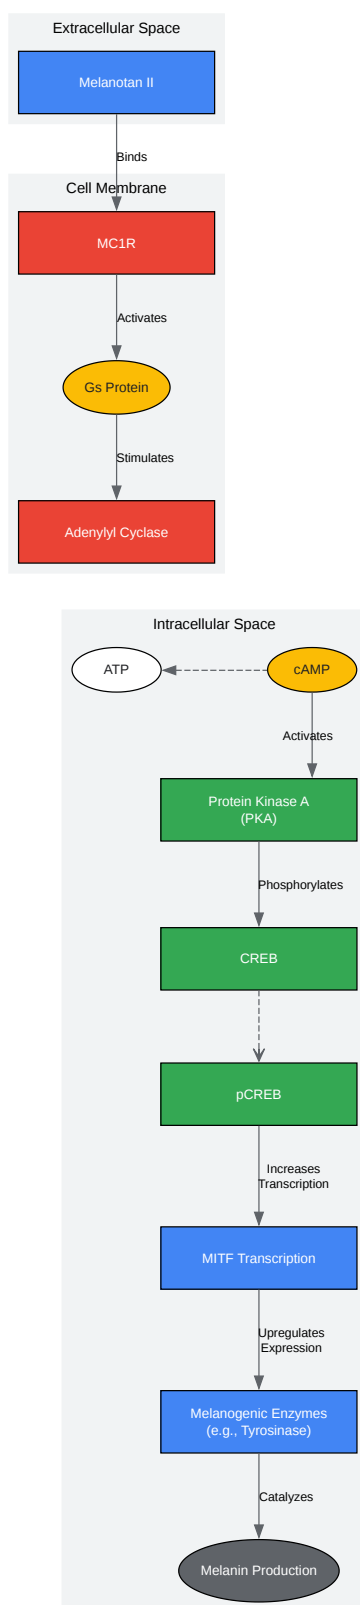 Extracellular Space
Melanotan II
Binds
Cell Membrane
MC1R
Activates
Gs Protein
Stimulates
Adenylyl Cyclase
Intracellular Space
ATP
cAMP
Activates
Protein Kinase A
(PKA)
Phosphorylates
CREB
pCREB
Increases
Transcription
MITF Transcription
Upregulates
Expression
Melanogenic Enzymes
(e.g., Tyrosinase)
Catalyzes
Melanin Production